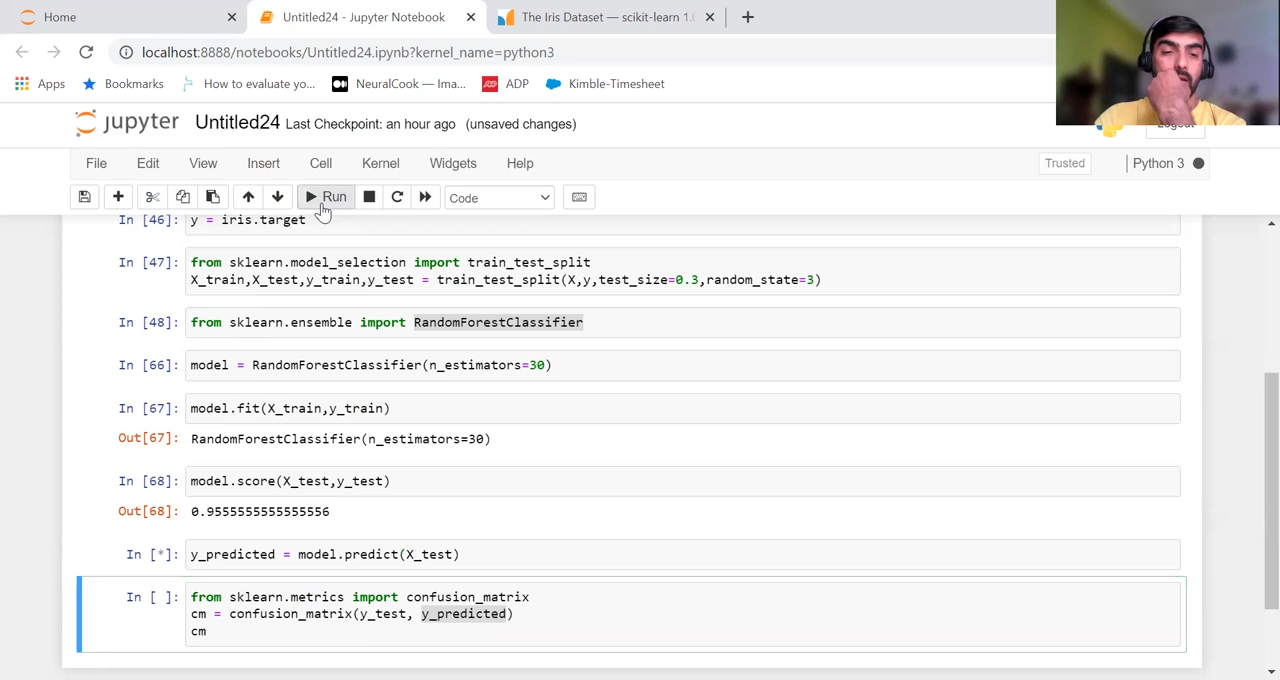 Home
Untitled24 - Jupyter Notebook
The Iris Dataset — scikit-learn 1.(
localhost:8888/notebooks/Untitled24.ipynb?kernel_name=python3
Apps
Bookmarks
How to evaluate yo...
NeuralCook — Ima...
ADP
Kimble-Timesheet
jupyter
Untitled24 Last Checkpoint: an hour ago (unsaved changes)
Logout
File
Edit
View
Insert
Cell
Kernel
Widgets
Help
Trusted
Python 3
Run
Code
In [46]: y = iris.target
In [47]: from sklearn.model_selection import train_test_split
X_train,X_test,y_train,y_test = train_test_split(X,y,test_size=0.3,random_state=3)
In [48]: from sklearn.ensemble import RandomForestClassifier
In [66]: model = RandomForestClassifier(n_estimators=30)
In [67]: model.fit(X_train,y_train)
Out[67]: RandomForestClassifier(n_estimators=30)
In [68]: model.score(X_test,y_test)
Out[68]: 0.9555555555555556
In [*]: y_predicted = model.predict(X_test)
In [ ]: from sklearn.metrics import confusion_matrix
cm = confusion_matrix(y_test, y_predicted)
cm